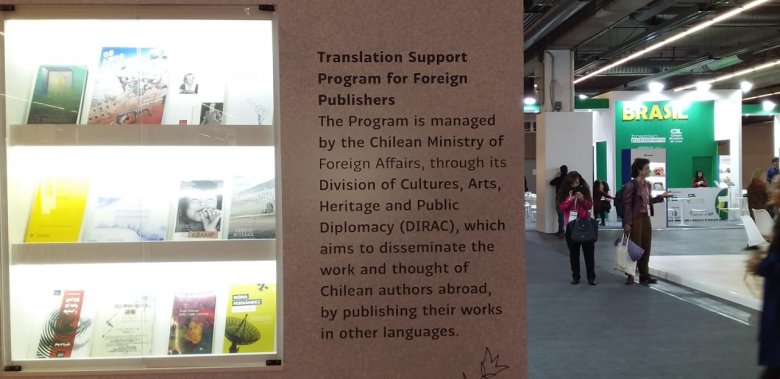 Translation Support
Program for Foreign
Publishers
The Program is managed
by the Chilean Ministry of
Foreign Affairs, through its
Division of Cultures, Arts,
Heritage and Public
Diplomacy (DIRAC), which
aims to disseminate the
work and thought of
Chilean authors abroad,
by publishing their works
in other languages.
BRASIL
MONA
FERNÁNDEZ